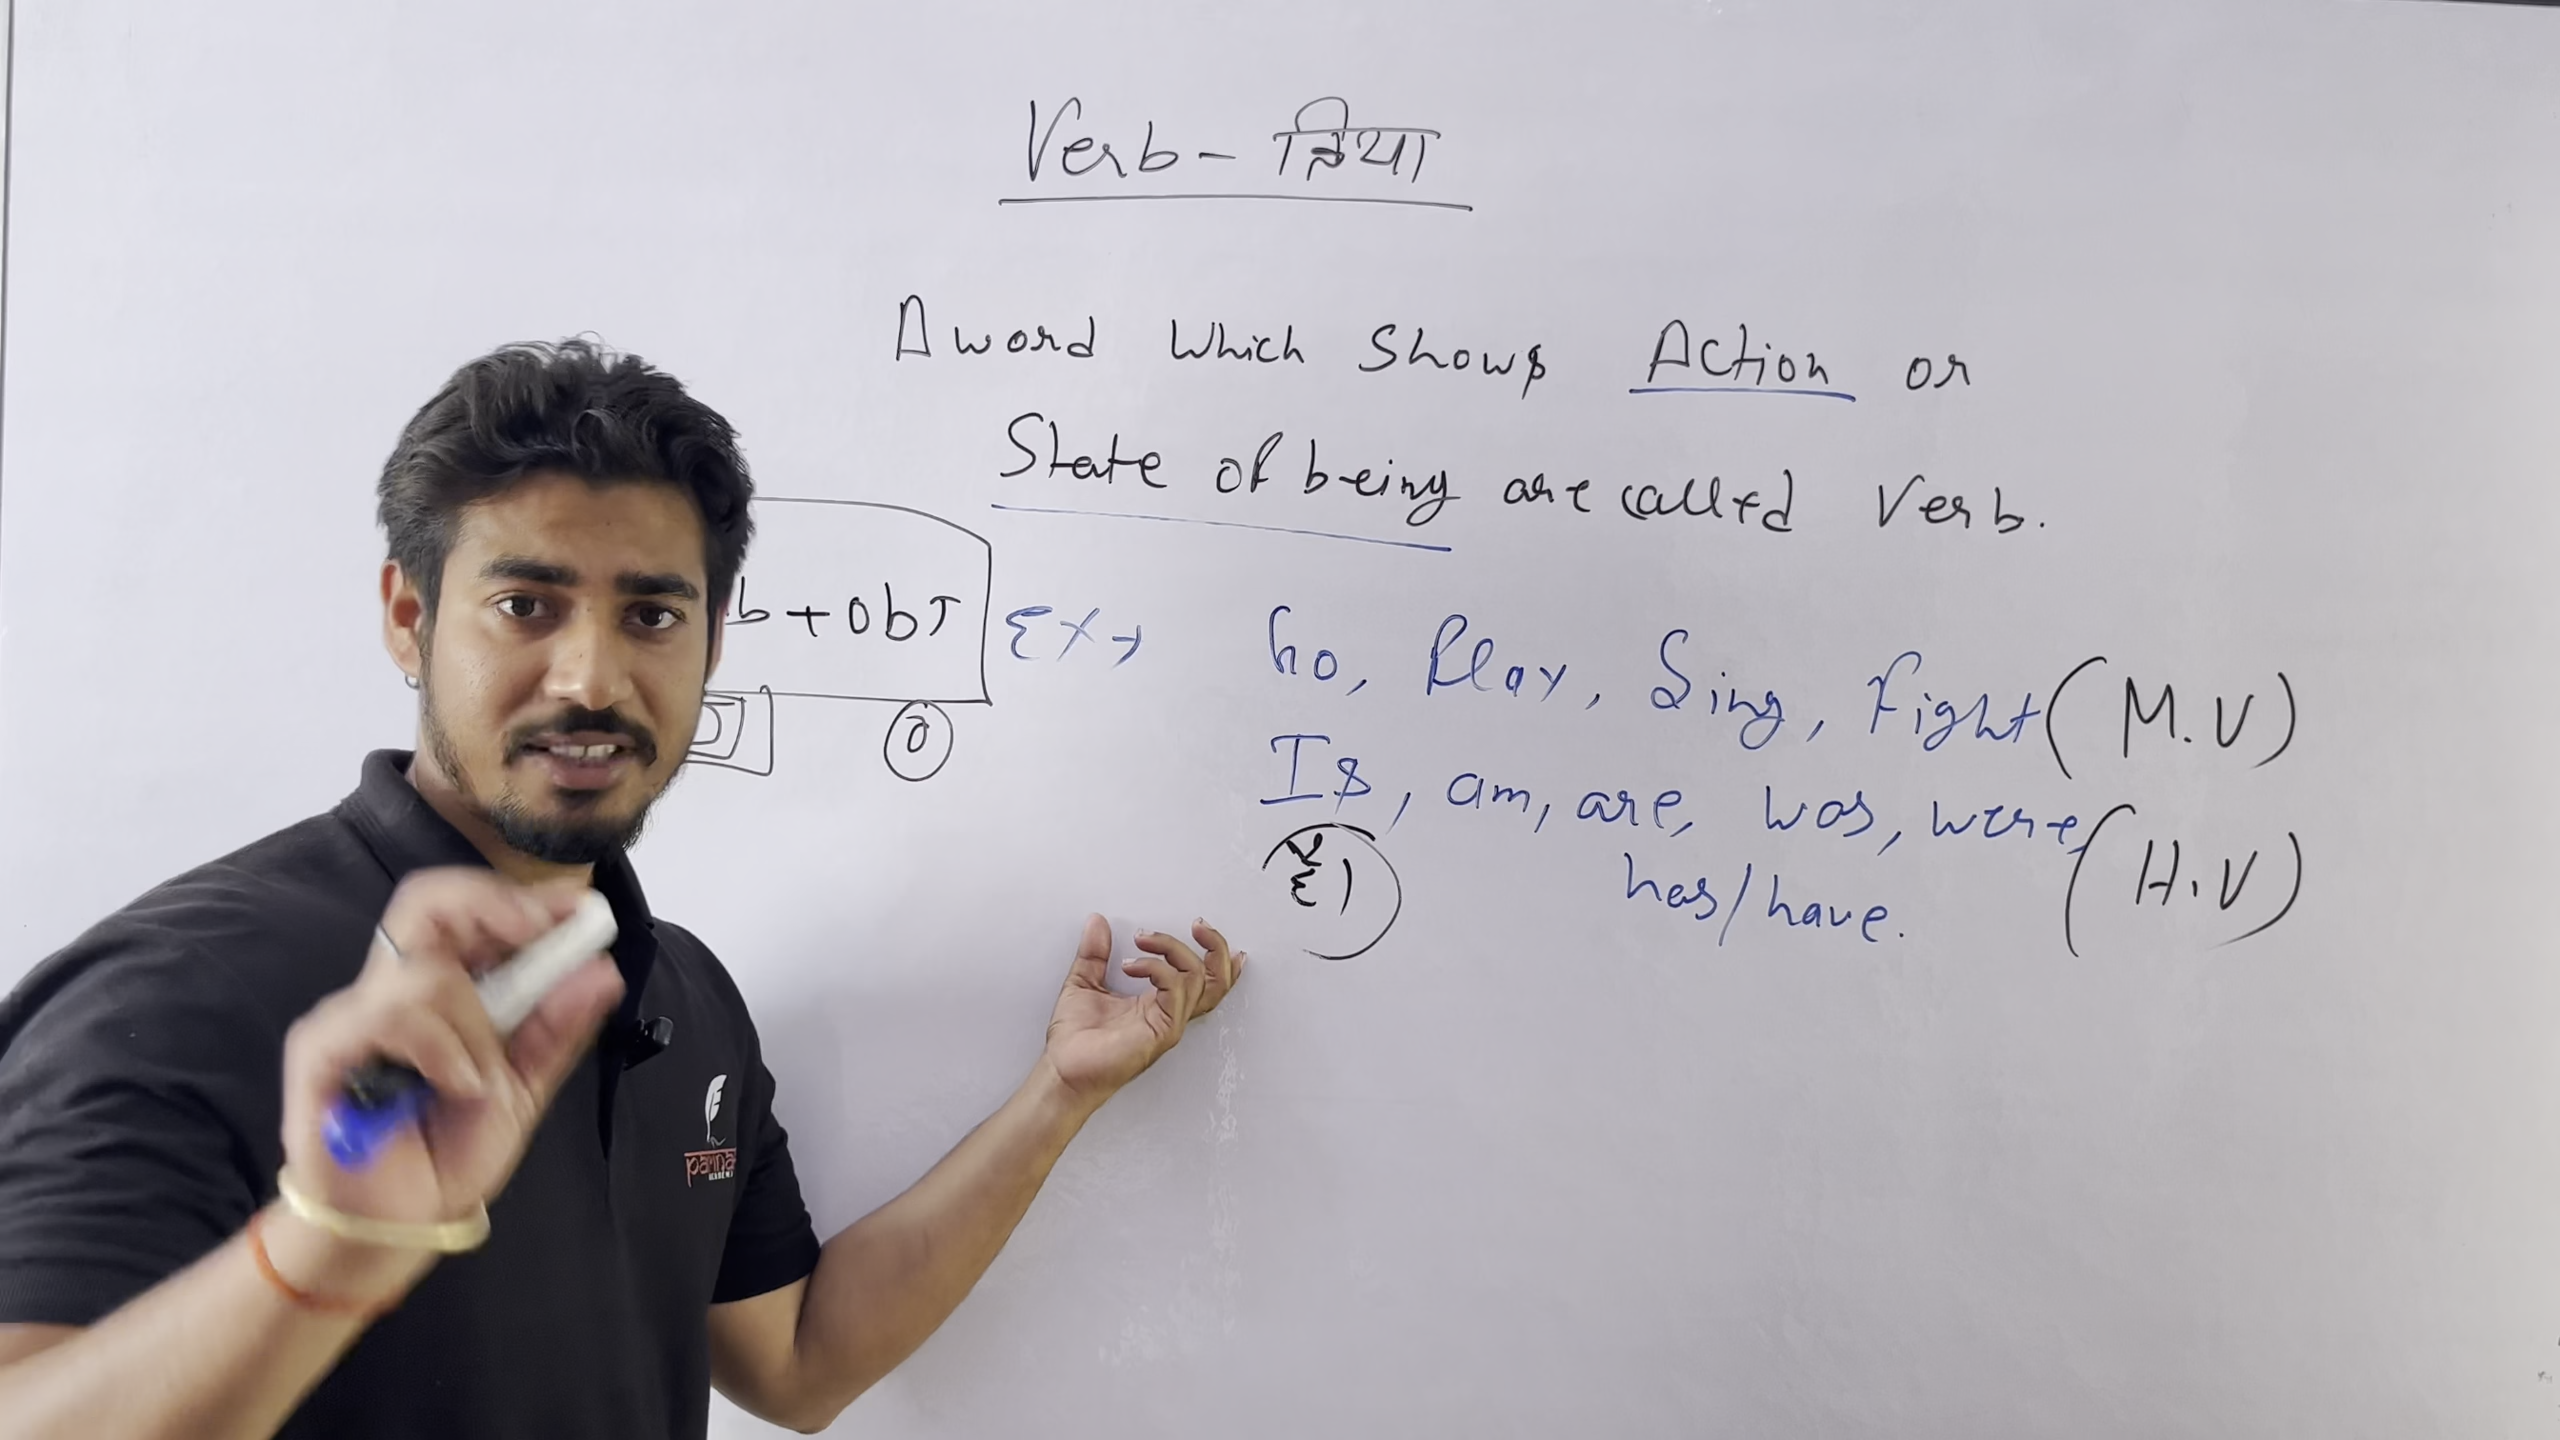 Verb - क्रिया
A word Which Shows Action or
State of being are called Verb.
b + obj
Ex → Go, Play, Sing, Fight (M.V)
Is, am, are, was, were, (H.V)
has/have.